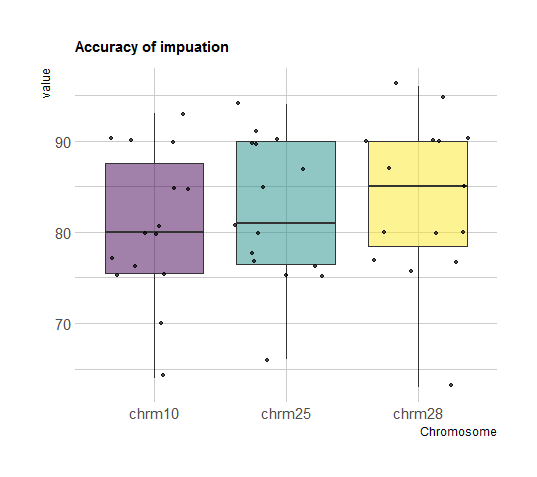 Accuracy of impuation
value
90
80
70
chrm10 chrm25 chrm28
Chromosome